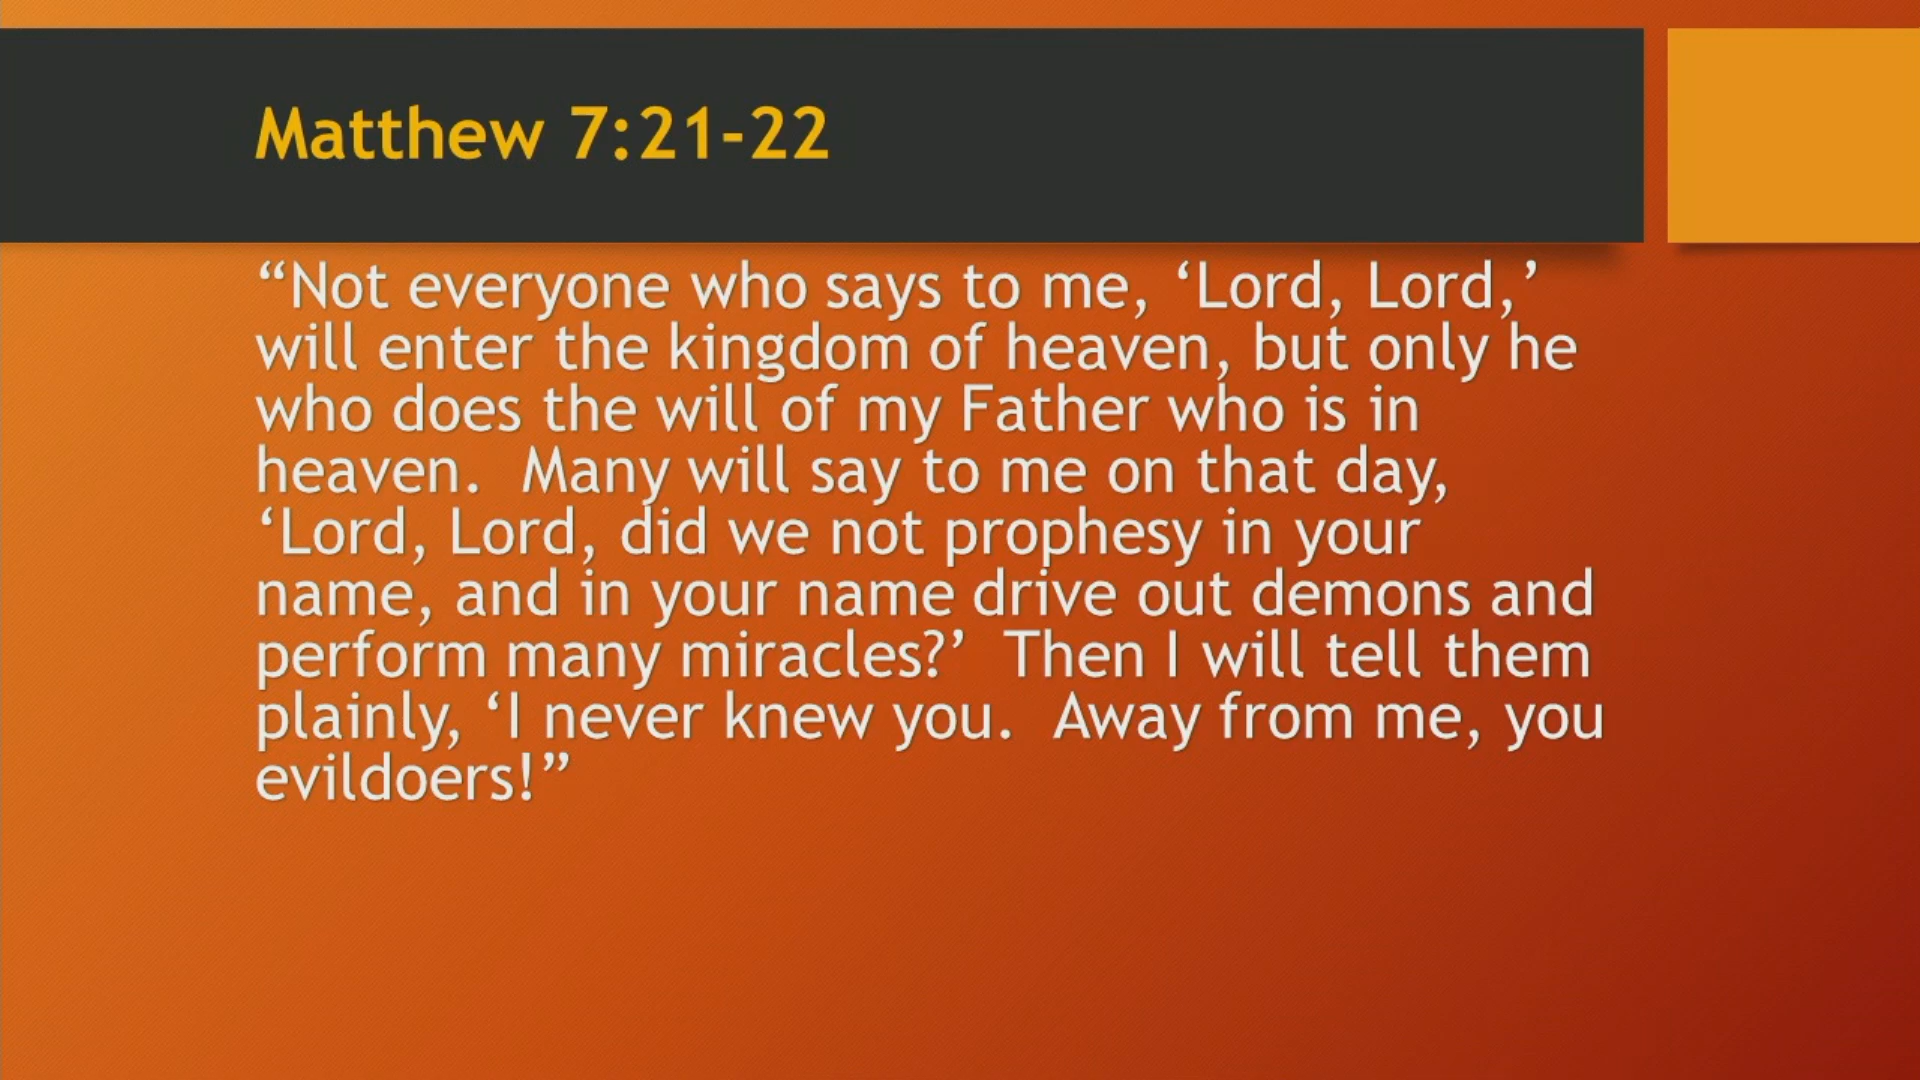 Matthew 7:21-22
“Not everyone who says to me, ‘Lord, Lord,’
will enter the kingdom of heaven, but only he
who does the will of my Father who is in
heaven.  Many will say to me on that day,
‘Lord, Lord, did we not prophesy in your
name, and in your name drive out demons and
perform many miracles?’  Then I will tell them
plainly, ‘I never knew you.  Away from me, you
evildoers!”